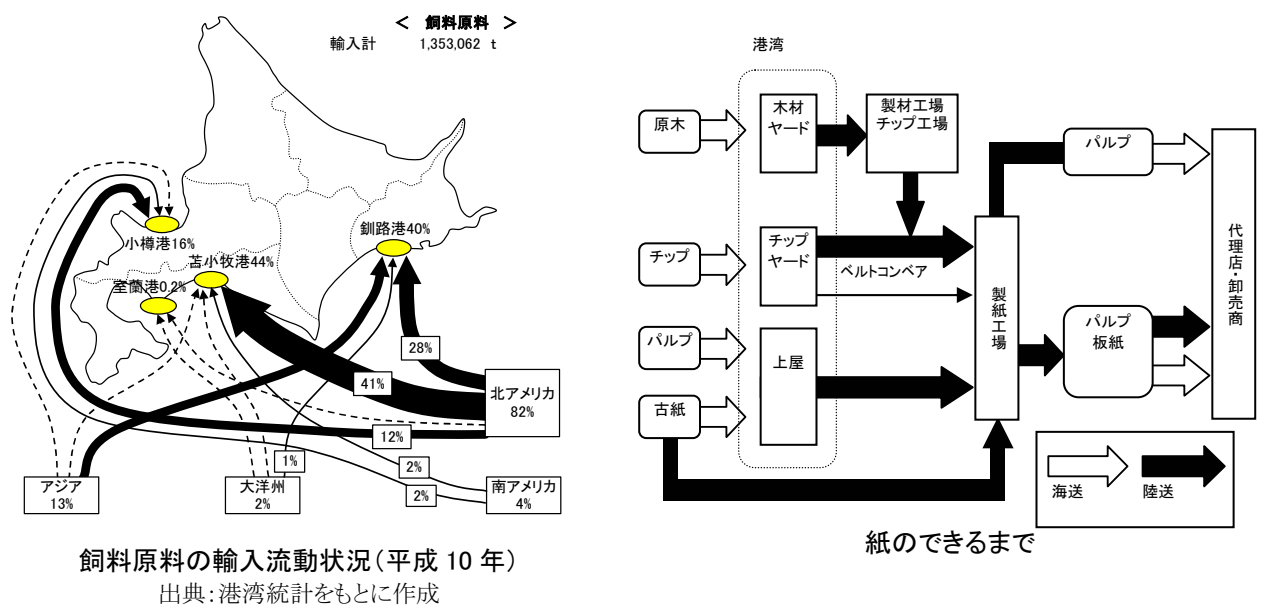 < 飼料原料 >
輸入計 1,353,062 t
小樽港16%
苫小牧港44%
室蘭港0.2%
釧路港40%
28%
41%
12%
1%
2%
2%
北アメリカ
82%
アジア
13%
大洋州
2%
南アメリカ
4%
飼料原料の輸入流動状況(平成 10 年)
出典:港湾統計をもとに作成
港湾
原木
木材
ヤード
製材工場
チップ工場
パルプ
チップ
チップ
ヤード
ベルトコンベア
パルプ
古紙
上屋
製紙工場
パルプ
板紙
代理店・卸売商
海送
陸送
紙のできるまで